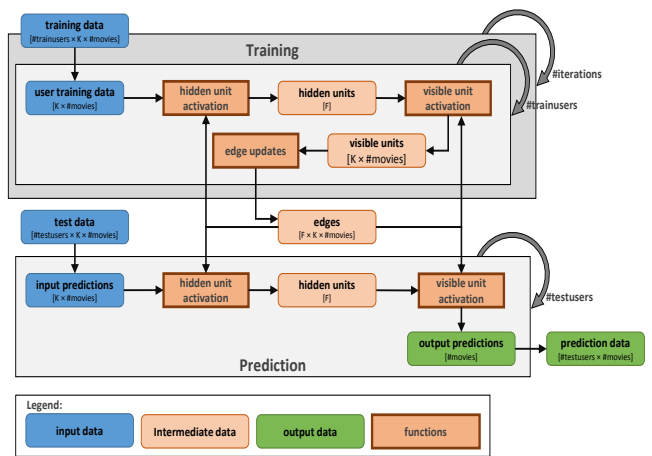 training data
[#trainusers × K × #movies]
Training
#iterations
#trainusers
user training data
[K × #movies]
hidden unit
activation
hidden units
[F]
visible unit
activation
edge updates
visible units
[K × #movies]
test data
[#testusers × K × #movies]
edges
[F × K × #movies]
input predictions
[K × #movies]
hidden unit
activation
hidden units
[F]
visible unit
activation
#testusers
output predictions
[#movies]
prediction data
[#testusers × #movies]
Prediction
Legend:
input data
Intermediate data
output data
functions